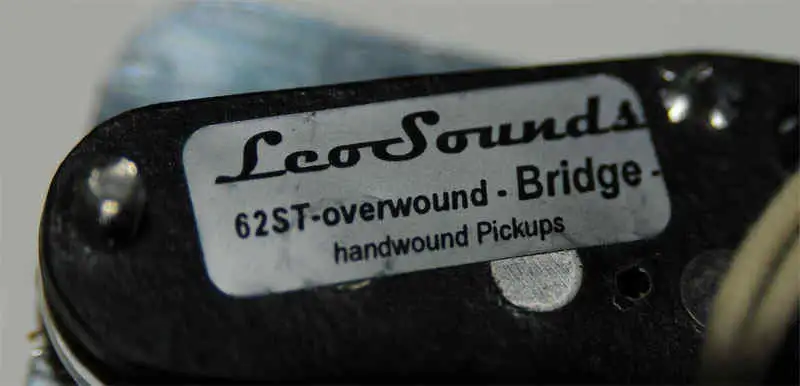 LeoSounds
62ST-overwound - Bridge -
handwound Pickups